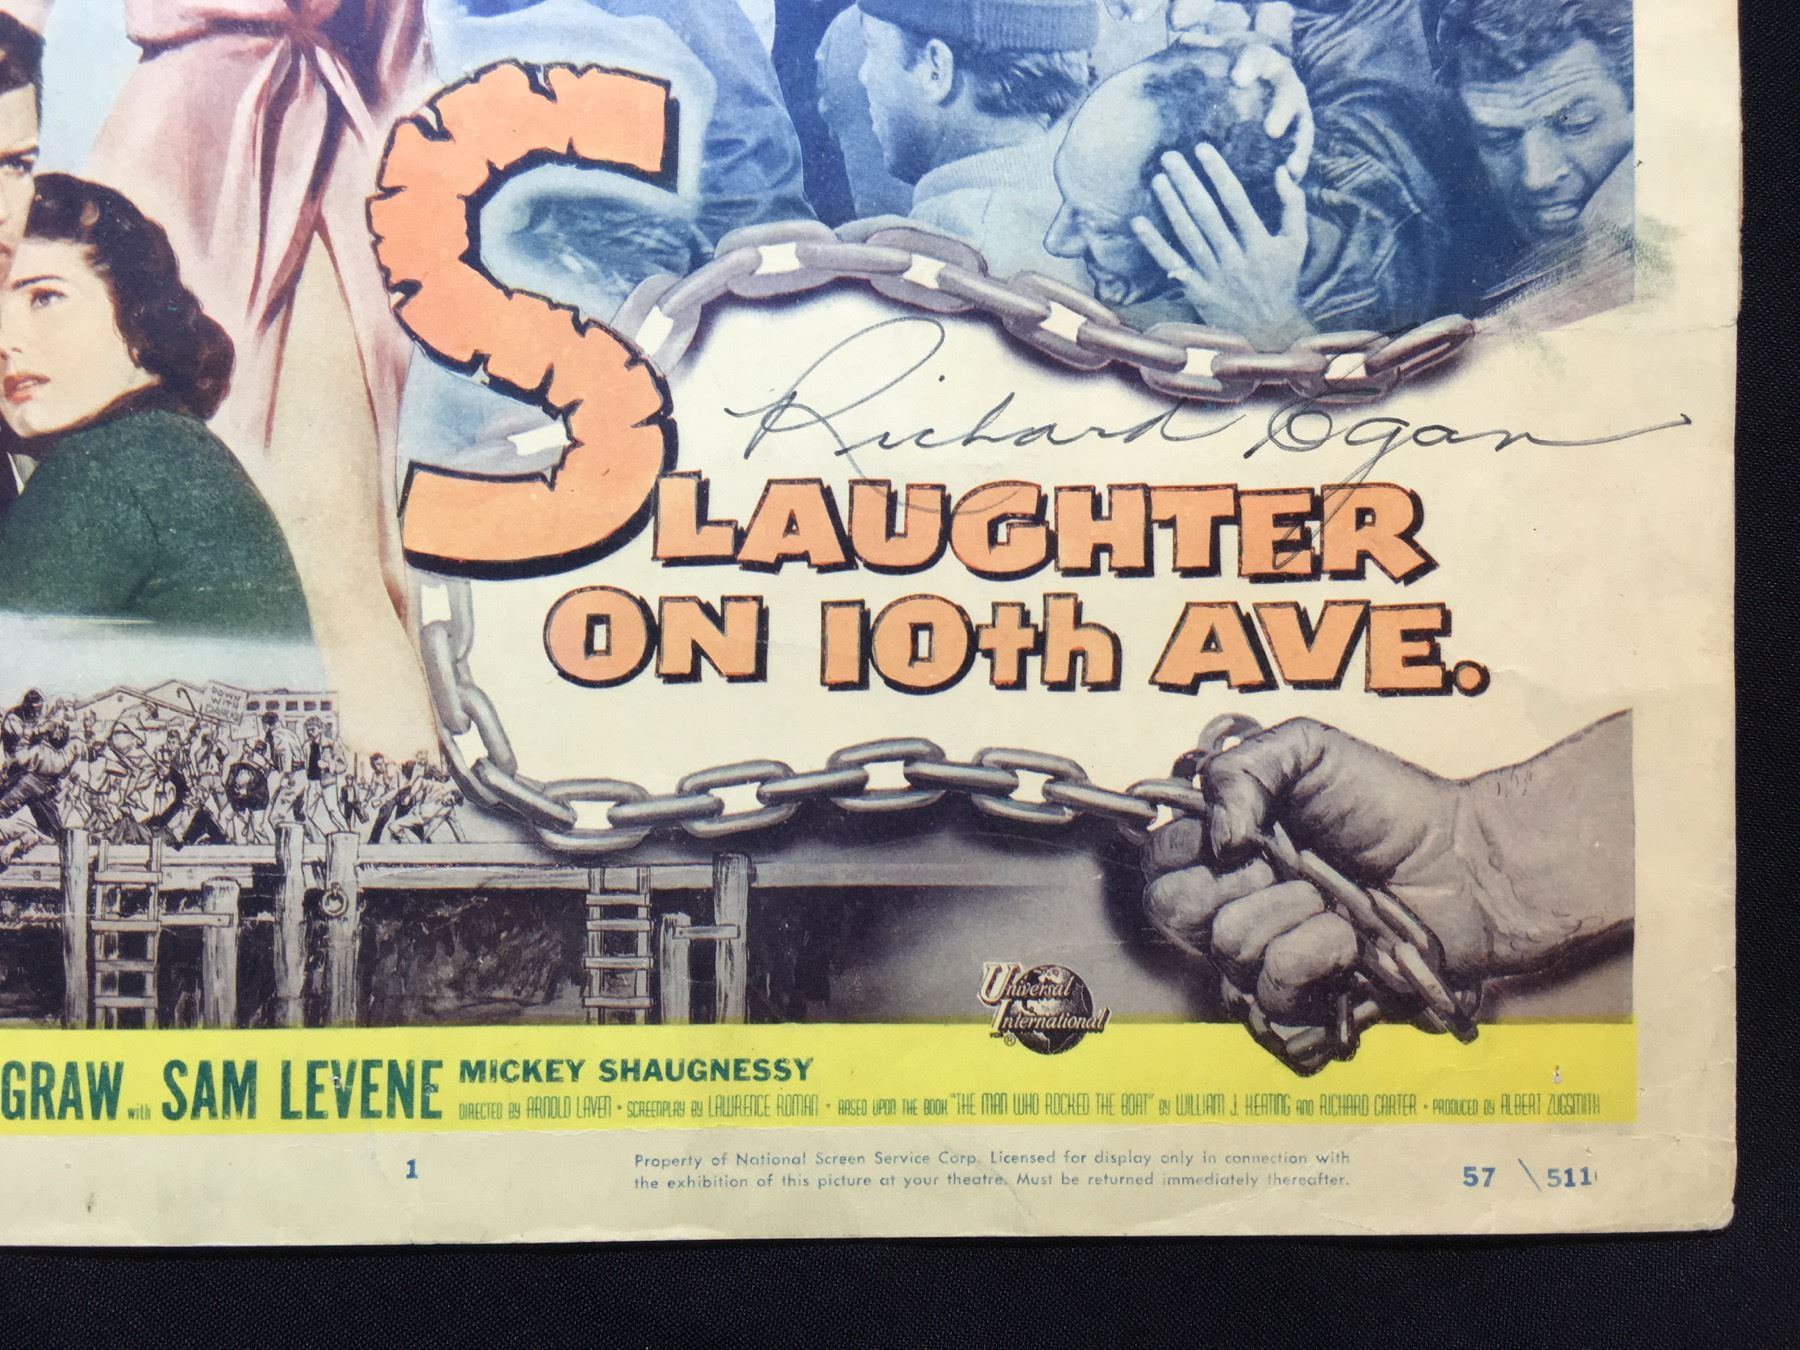 Richard Egan
SLAUGHTER
ON 10th AVE.
DOWN
WITH
Universal
International
®
GRAW with SAM LEVENE MICKEY SHAUGNESSY
DIRECTED BY ARNOLD LAVEN • SCREENPLAY BY LAWRENCE ROMAN • BASED UPON THE BOOK "THE MAN WHO ROCKED THE BOAT" BY WILLIAM J. KEATING AND RICHARD CARTER • PRODUCED BY ALBERT ZUGSMITH
1
Property of National Screen Service Corp. Licensed for display only in connection with
the exhibition of this picture at your theatre. Must be returned immediately thereafter.
57 \ 511